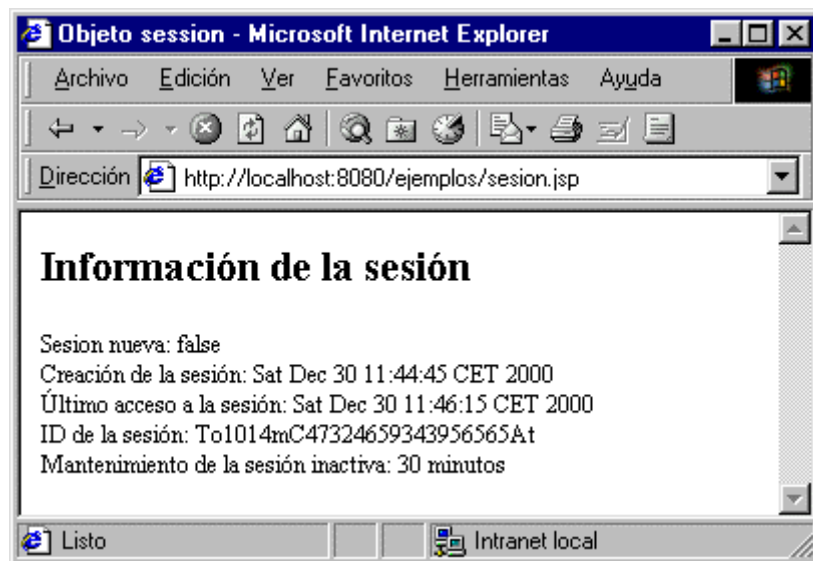 Objeto session - Microsoft Internet Explorer
Archivo Edición Ver Favoritos Herramientas Ayuda
Dirección http://localhost:8080/ejemplos/sesion.jsp
Información de la sesión
Sesion nueva: false
Creación de la sesión: Sat Dec 30 11:44:45 CET 2000
Último acceso a la sesión: Sat Dec 30 11:46:15 CET 2000
ID de la sesión: To1014mC47324659343956565At
Mantenimiento de la sesión inactiva: 30 minutos
Listo Intranet local